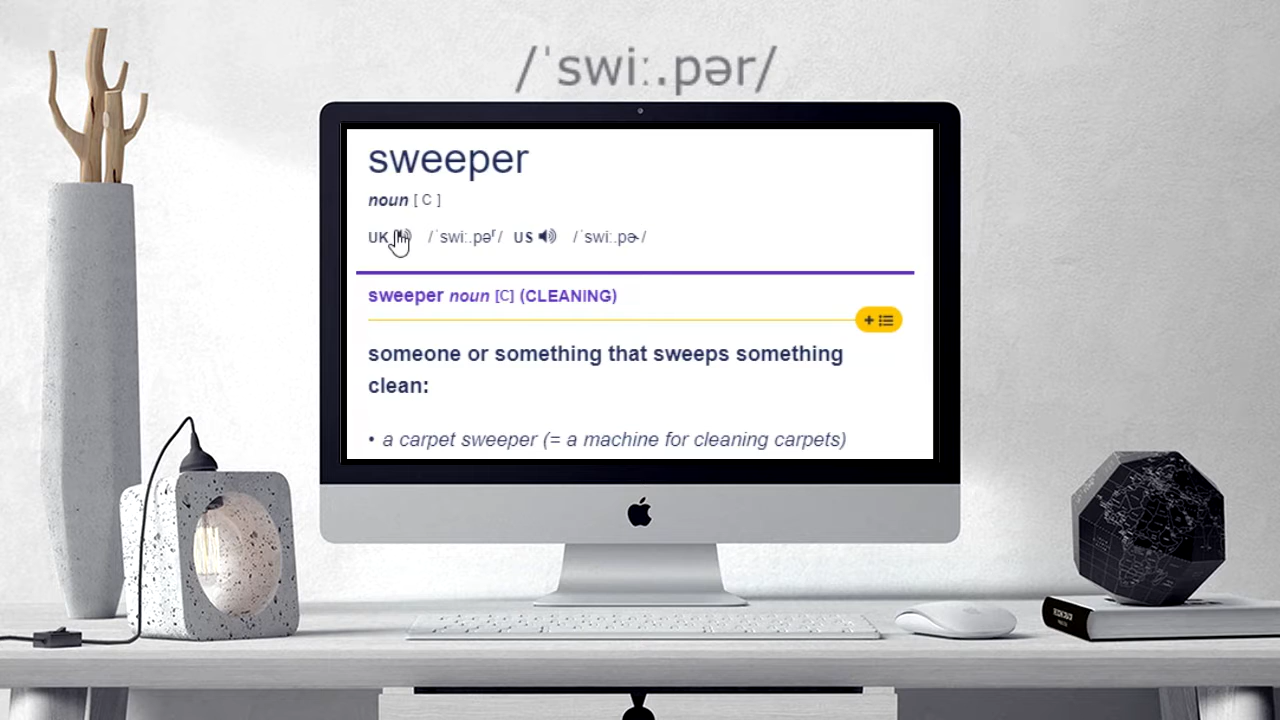 /ˈswiː.pər/
sweeper
noun [ C ]
UK /ˈswiː.pəʳ/ US /ˈswiː.pɚ/
sweeper noun [C] (CLEANING)
someone or something that sweeps something
clean:
• a carpet sweeper (= a machine for cleaning carpets)